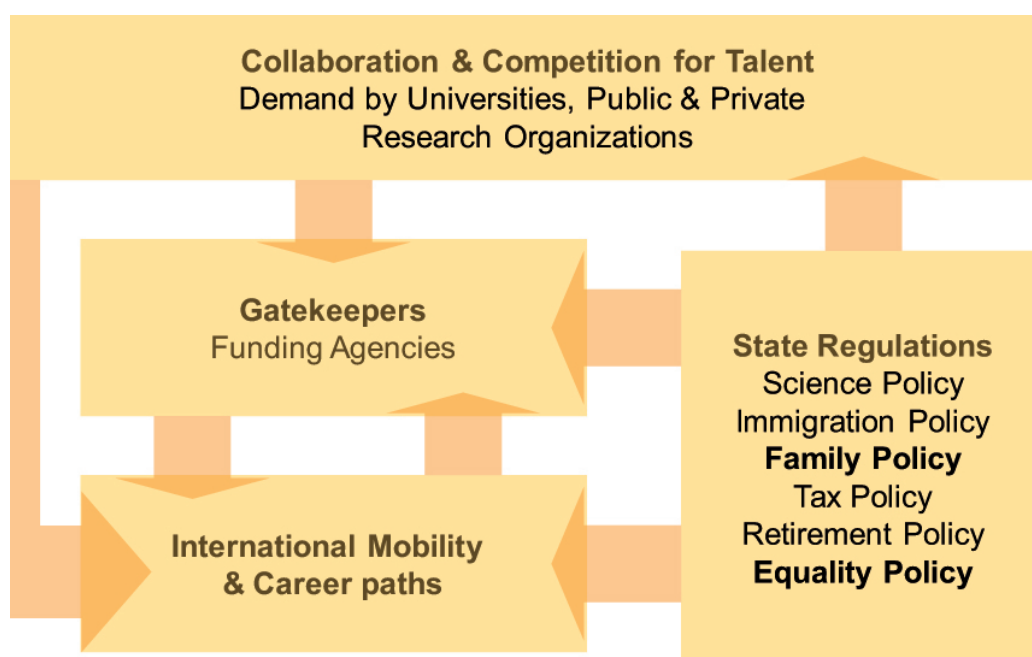 Collaboration & Competition for Talent
Demand by Universities, Public & Private
Research Organizations
Gatekeepers
Funding Agencies
International Mobility
& Career paths
State Regulations
Science Policy
Immigration Policy
Family Policy
Tax Policy
Retirement Policy
Equality Policy